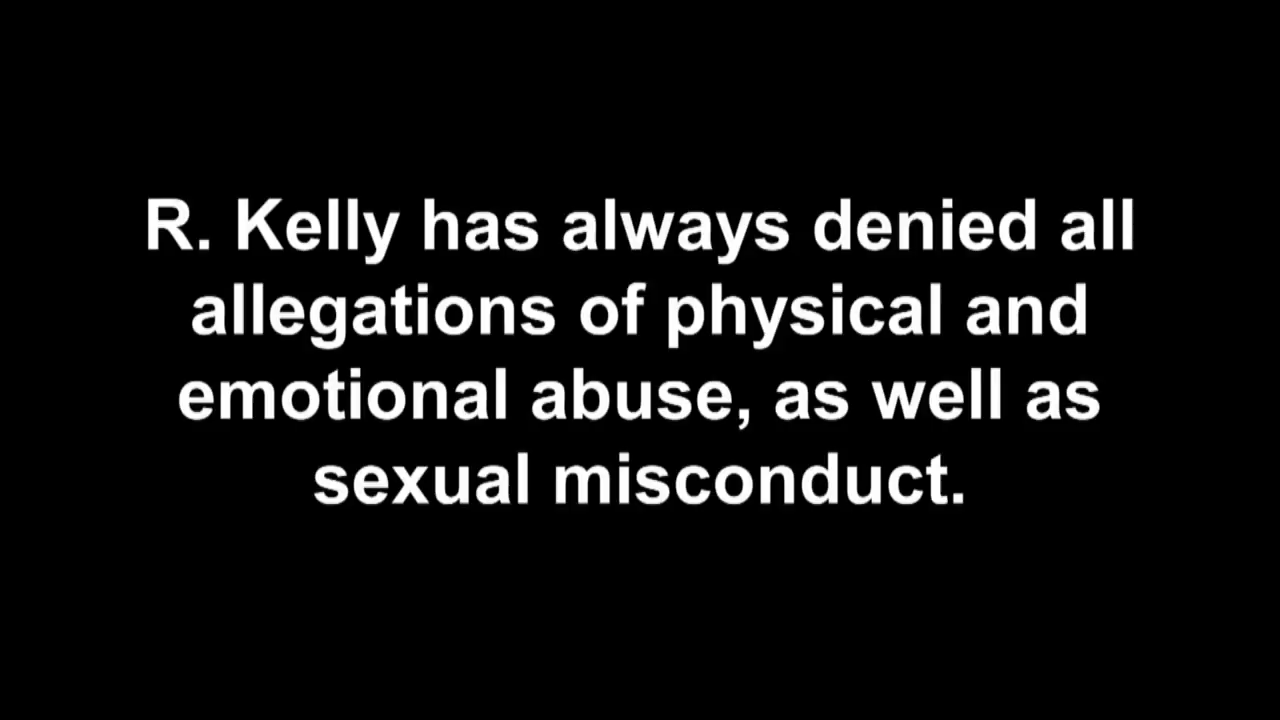 R. Kelly has always denied all
allegations of physical and
emotional abuse, as well as
sexual misconduct.